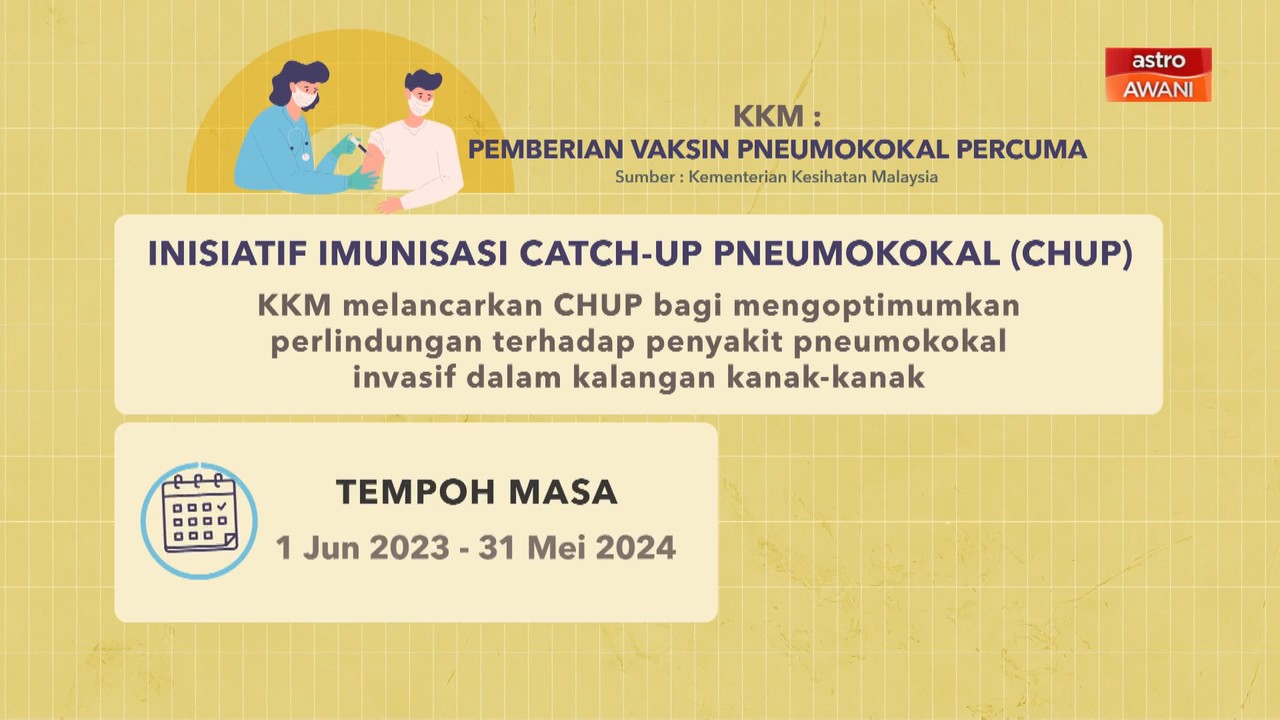 astro
AWANI
KKM :
PEMBERIAN VAKSIN PNEUMOKOKAL PERCUMA
Sumber : Kementerian Kesihatan Malaysia
INISIATIF IMUNISASI CATCH-UP PNEUMOKOKAL (CHUP)
KKM melancarkan CHUP bagi mengoptimumkan
perlindungan terhadap penyakit pneumokokal
invasif dalam kalangan kanak-kanak
TEMPOH MASA
1 Jun 2023 - 31 Mei 2024